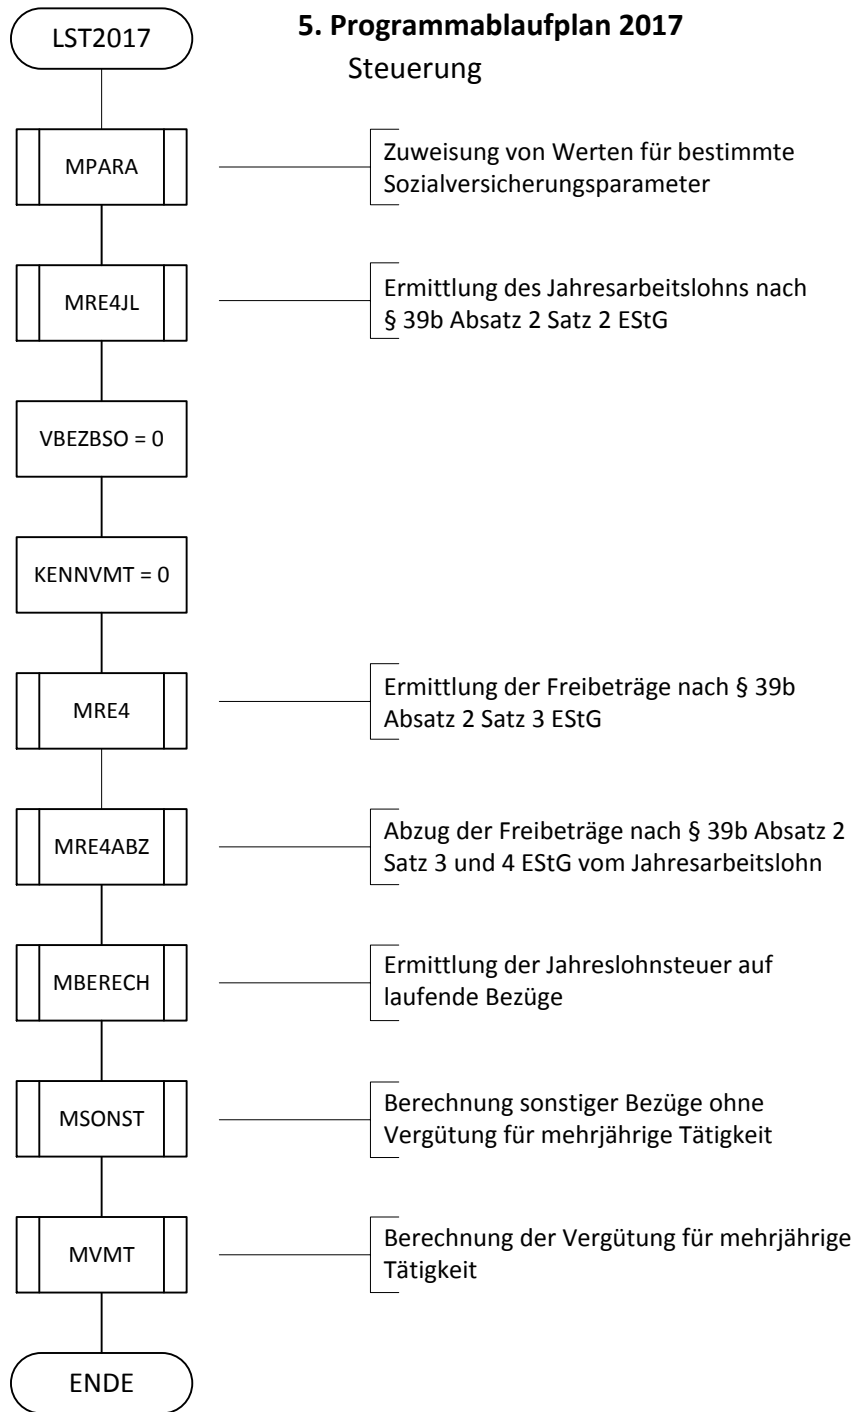 5. Programmablaufplan 2017
LST2017
Steuerung
MPARA
Zuweisung von Werten für bestimmte
Sozialversicherungsparameter
MRE4JL
Ermittlung des Jahresarbeitslohns nach
§ 39b Absatz 2 Satz 2 EStG
VBEZBSO = 0
KENNVMT = 0
MRE4
Ermittlung der Freibeträge nach § 39b
Absatz 2 Satz 3 EStG
MRE4ABZ
Abzug der Freibeträge nach § 39b Absatz 2
Satz 3 und 4 EStG vom Jahresarbeitslohn
MBERECH
Ermittlung der Jahreslohnsteuer auf
laufende Bezüge
MSONST
Berechnung sonstiger Bezüge ohne
Vergütung für mehrjährige Tätigkeit
MVMT
Berechnung der Vergütung für mehrjährige
Tätigkeit
ENDE